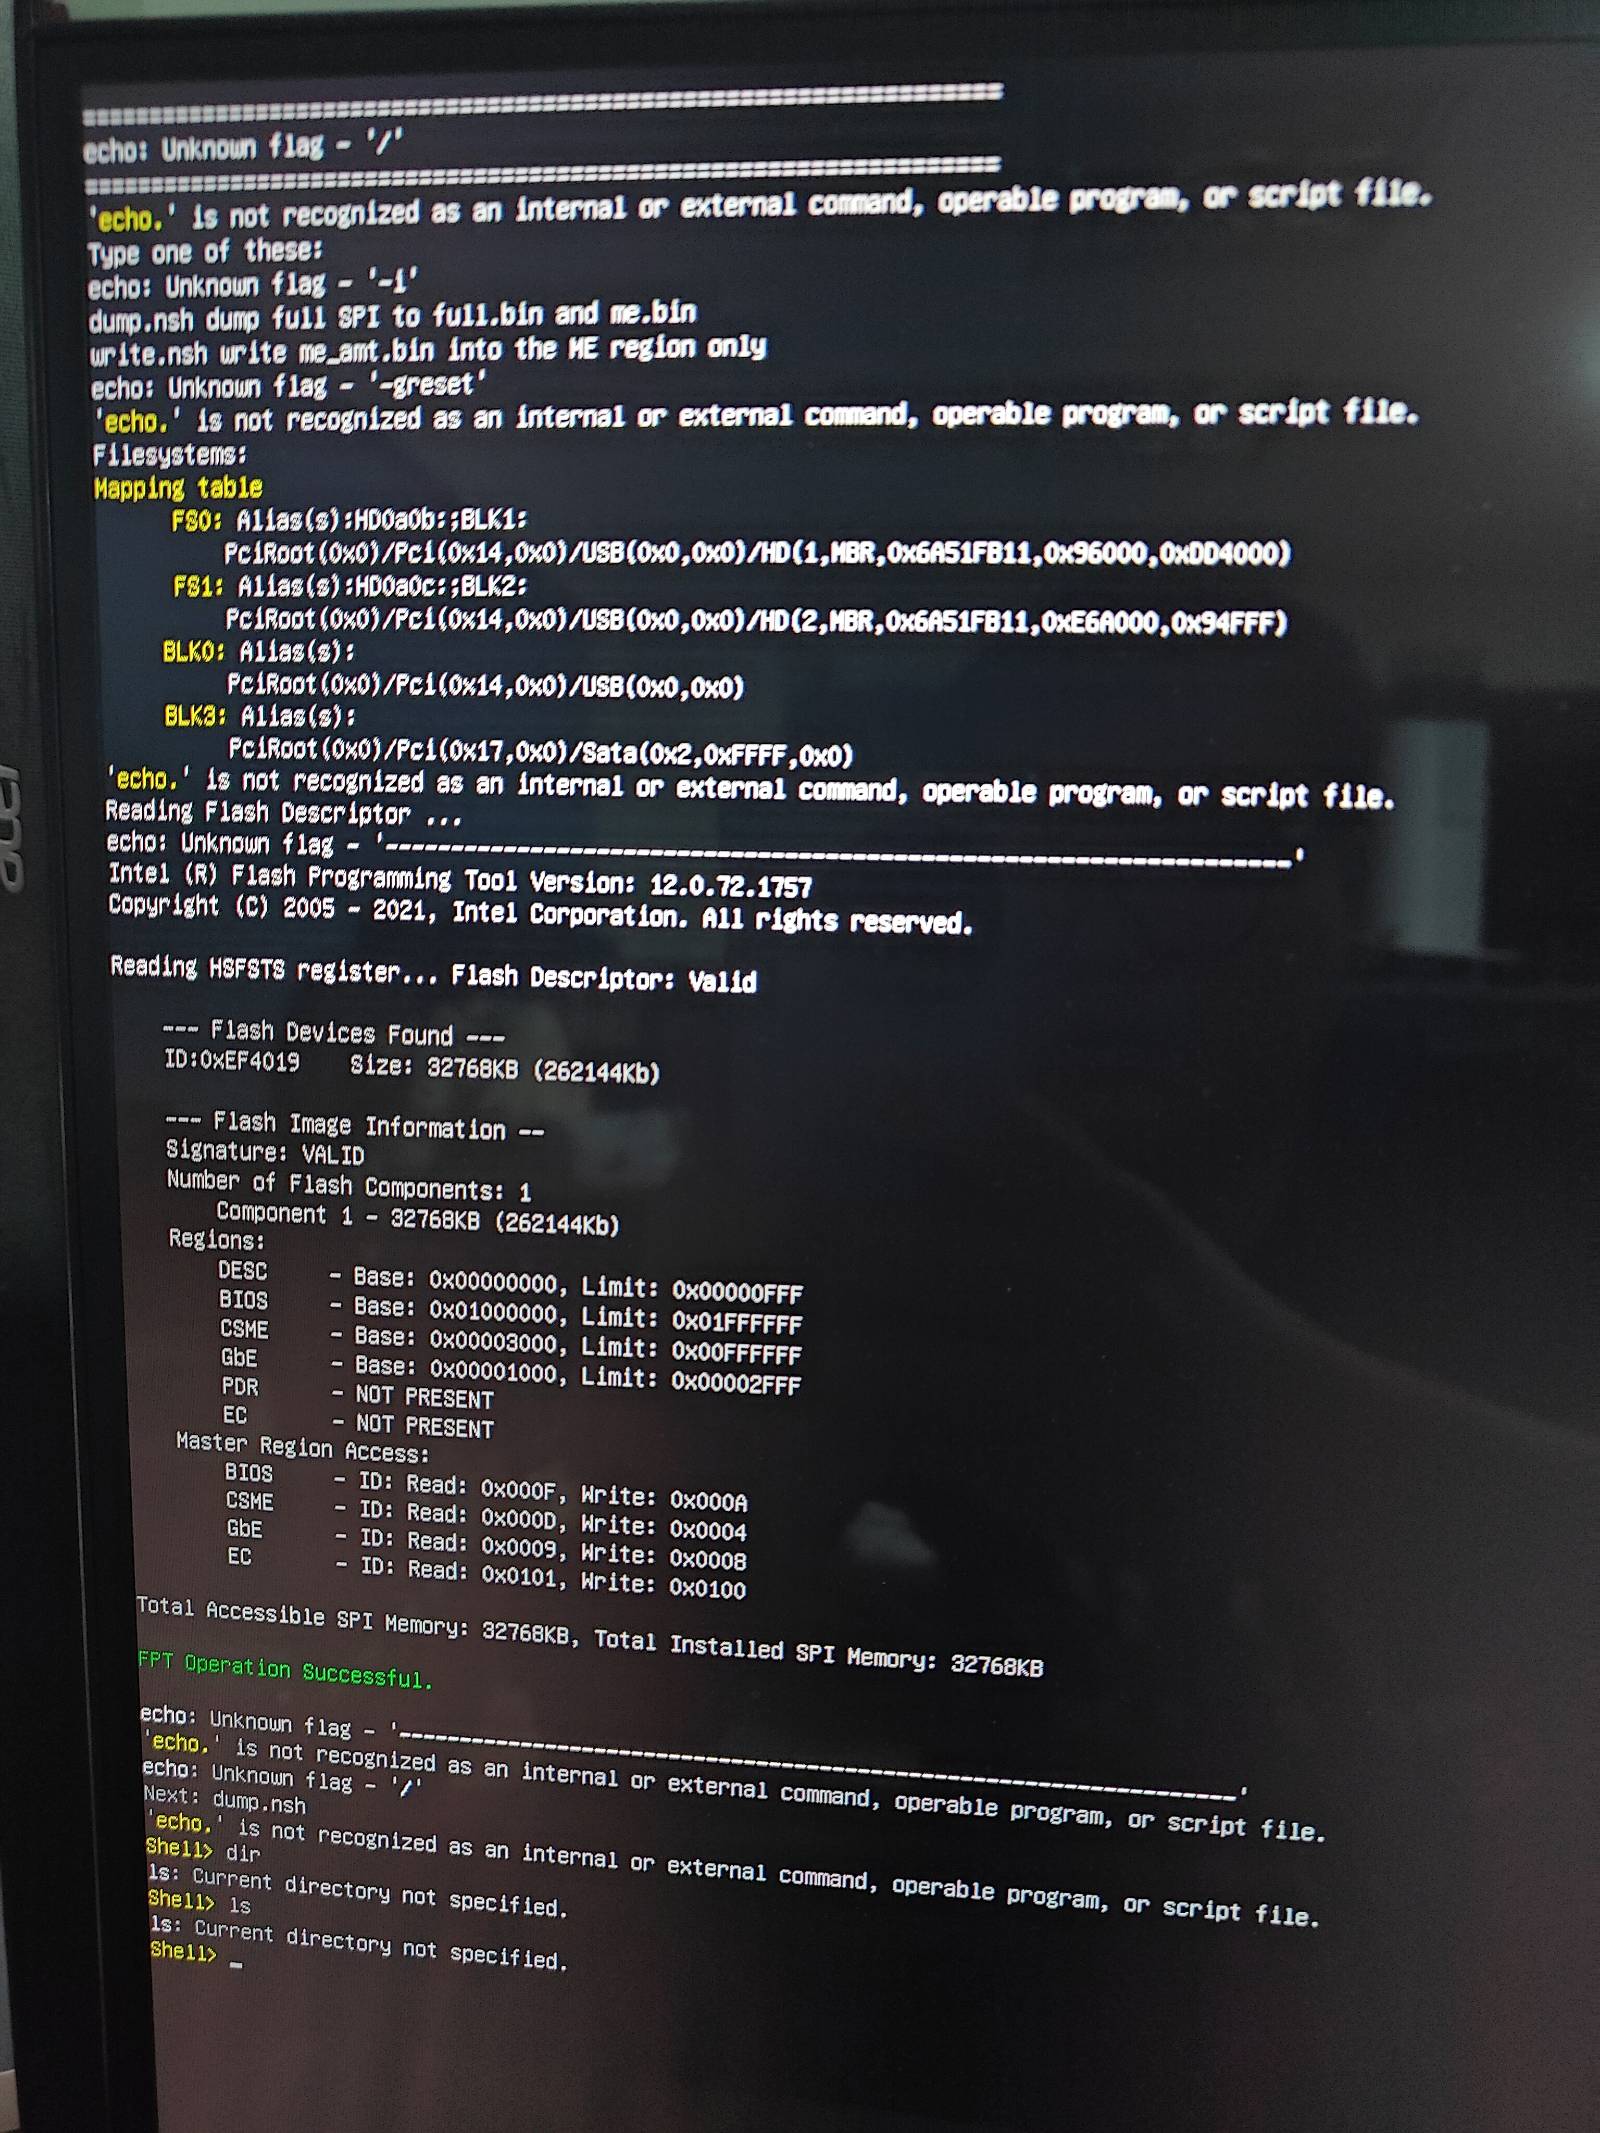 ================================================================
echo: Unknown flag - '/'
================================================================
'echo.' is not recognized as an internal or external command, operable program, or script file.
Type one of these:
echo: Unknown flag - '-i'
dump.nsh dump full SPI to full.bin and me.bin
write.nsh write me_amt.bin into the ME region only
echo: Unknown flag - '-greset'
'echo.' is not recognized as an internal or external command, operable program, or script file.
Filesystems:
Mapping table
FS0: Alias(s):HD0a0b:;BLK1:
PciRoot(0x0)/Pci(0x14,0x0)/USB(0x0,0x0)/HD(1,MBR,0x6A51FB11,0x96000,0xDD4000)
FS1: Alias(s):HD0a0c:;BLK2:
PciRoot(0x0)/Pci(0x14,0x0)/USB(0x0,0x0)/HD(2,MBR,0x6A51FB11,0xE6A000,0x94FFF)
BLK0: Alias(s):
PciRoot(0x0)/Pci(0x14,0x0)/USB(0x0,0x0)
BLK3: Alias(s):
PciRoot(0x0)/Pci(0x17,0x0)/Sata(0x2,0xFFFF,0x0)
'echo.' is not recognized as an internal or external command, operable program, or script file.
Reading Flash Descriptor ...
echo: Unknown flag - '----------------------------------------------------------------'
Intel (R) Flash Programming Tool Version: 12.0.72.1757
Copyright (C) 2005 - 2021, Intel Corporation. All rights reserved.
Reading HSFSTS register... Flash Descriptor: Valid
--- Flash Devices Found ---
ID:0xEF4019 Size: 32768KB (262144Kb)
--- Flash Image Information --
Signature: VALID
Number of Flash Components: 1
Component 1 - 32768KB (262144Kb)
Regions:
DESC - Base: 0x00000000, Limit: 0x00000FFF
BIOS - Base: 0x01000000, Limit: 0x01FFFFFF
CSME - Base: 0x00003000, Limit: 0x00FFFFFF
GbE - Base: 0x00001000, Limit: 0x00002FFF
PDR - NOT PRESENT
EC - NOT PRESENT
Master Region Access:
BIOS - ID: Read: 0x000F, Write: 0x000A
CSME - ID: Read: 0x000D, Write: 0x0004
GbE - ID: Read: 0x0009, Write: 0x0008
EC - ID: Read: 0x0101, Write: 0x0100
Total Accessible SPI Memory: 32768KB, Total Installed SPI Memory: 32768KB
FPT Operation Successful.
echo: Unknown flag - '----------------------------------------------------------------'
'echo.' is not recognized as an internal or external command, operable program, or script file.
echo: Unknown flag - '/'
Next: dump.nsh
'echo.' is not recognized as an internal or external command, operable program, or script file.
Shell> dir
ls: Current directory not specified.
Shell> ls
ls: Current directory not specified.
Shell> _